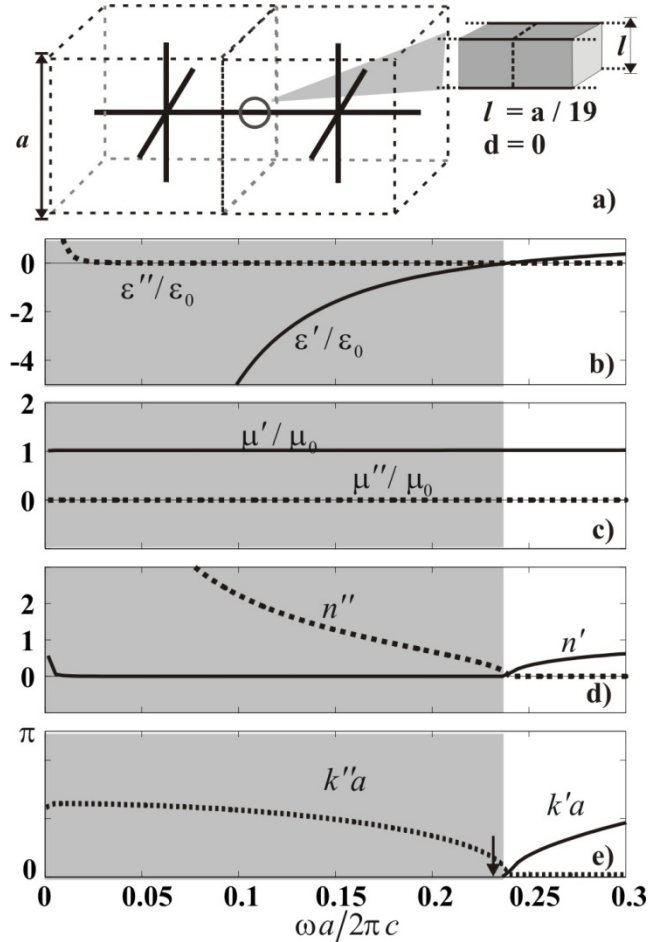 a
l
l = a / 19
d = 0
a)
0
-2
-4
ε''/ε₀
ε'/ε₀
b)
2
1
0
μ'/μ₀
μ''/μ₀
c)
2
1
0
n''
n'
d)
π
0
k''a
k'a
e)
0 0.05 0.1 0.15 0.2 0.25 0.3
ωa/2πc